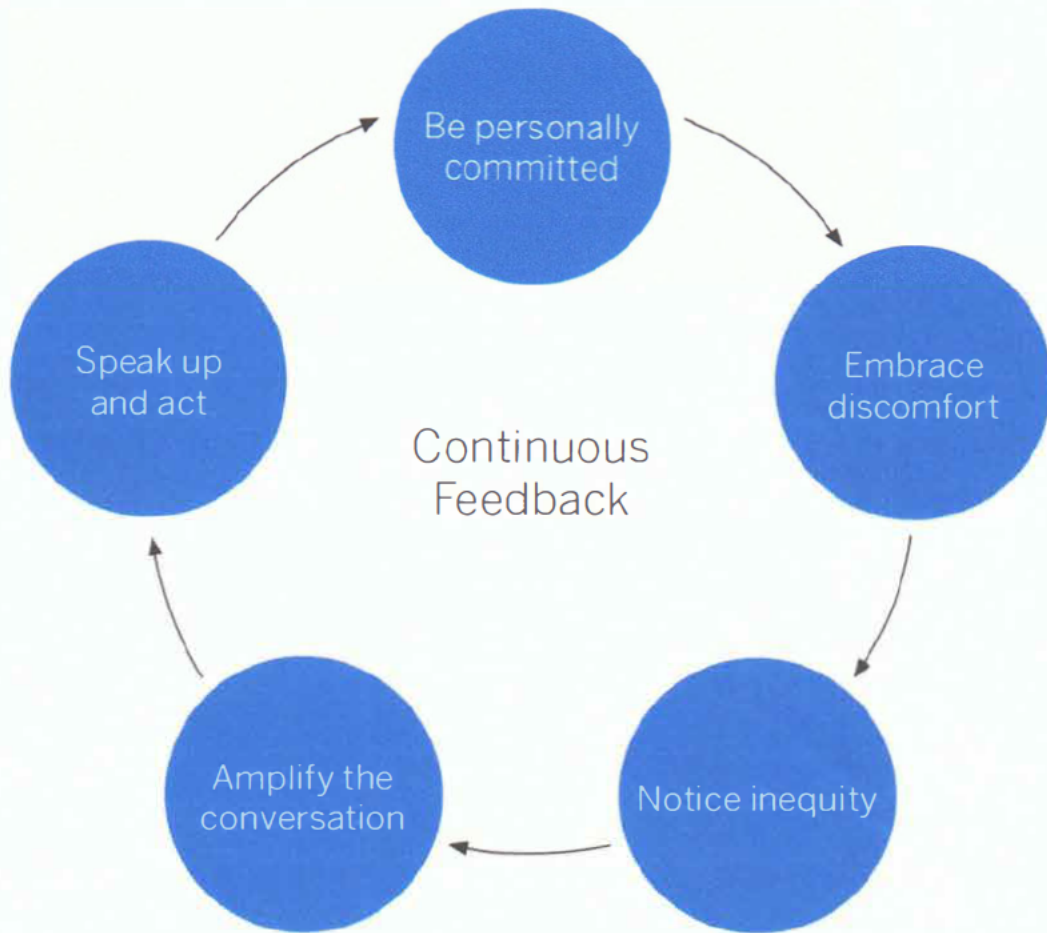 Be personally
committed
Embrace
discomfort
Notice inequity
Amplify the
conversation
Speak up
and act
Continuous
Feedback